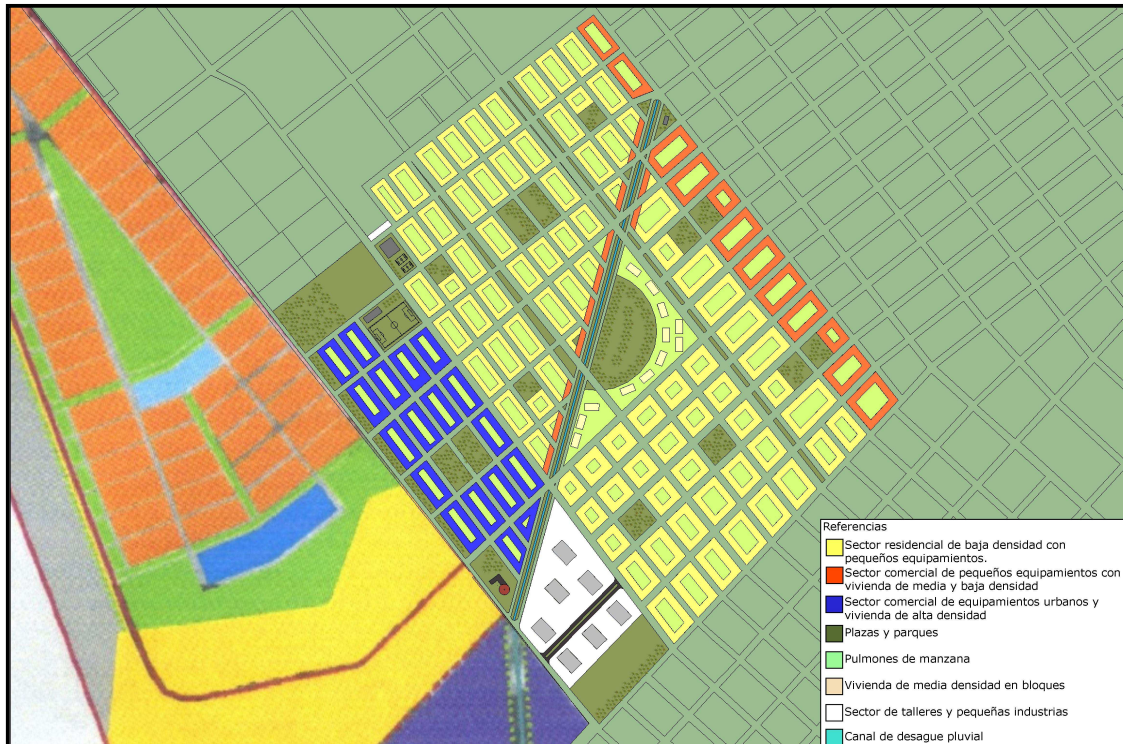 Referencias
Sector residencial de baja densidad con
pequeños equipamientos.
Sector comercial de pequeños equipamientos con
vivienda de media y baja densidad
Sector comercial de equipamientos urbanos y
vivienda de alta densidad
Plazas y parques
Pulmones de manzana
Vivienda de media densidad en bloques
Sector de talleres y pequeñas industrias
Canal de desague pluvial